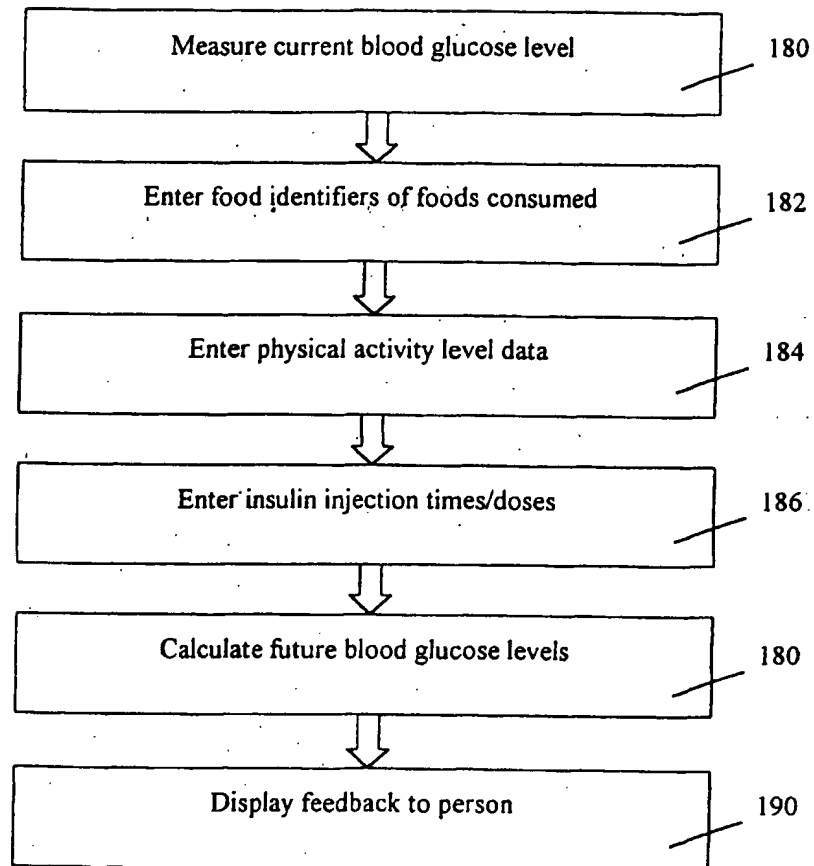 Measure current blood glucose level
180
Enter food identifiers of foods consumed
182
Enter physical activity level data
184
Enter insulin injection times/doses
186
Calculate future blood glucose levels
180
Display feedback to person
190